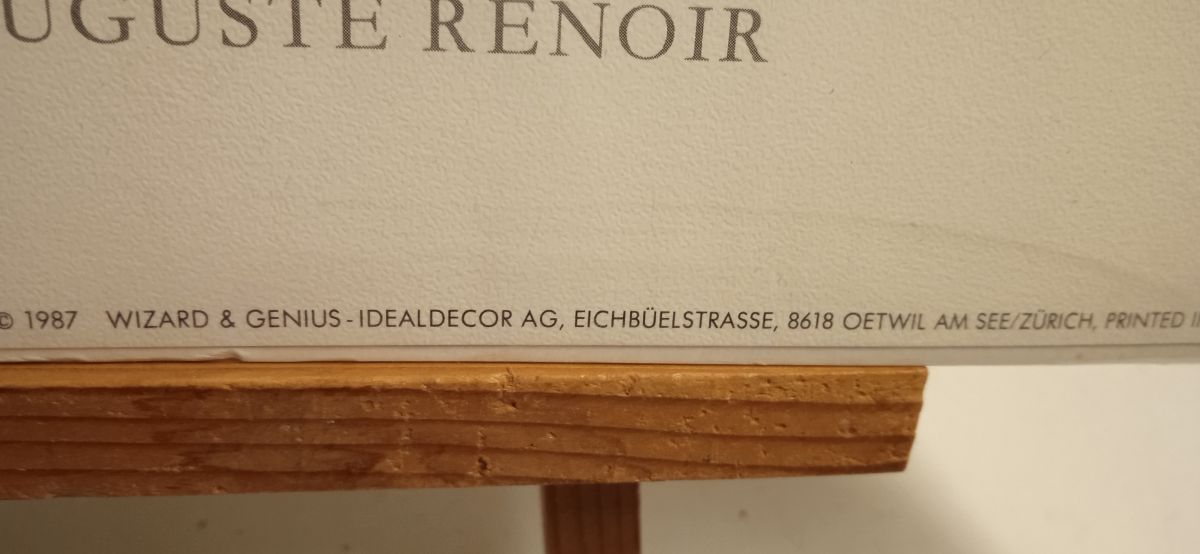 UGUSTE RENOIR
© 1987 WIZARD & GENIUS-IDEALDECOR AG, EICHBÜELSTRASSE, 8618 OETWIL AM SEE/ZÜRICH, PRINTED